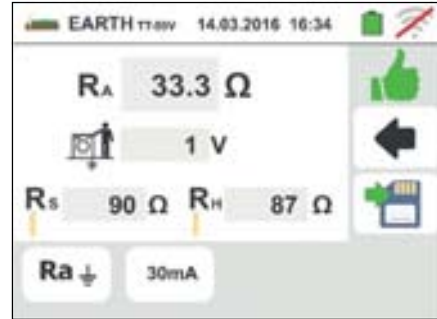 EARTH TT-50V 14.03.2016 16:34
RA 33.3 Ω
1 V
RS 90 Ω RH 87 Ω
Ra 30mA